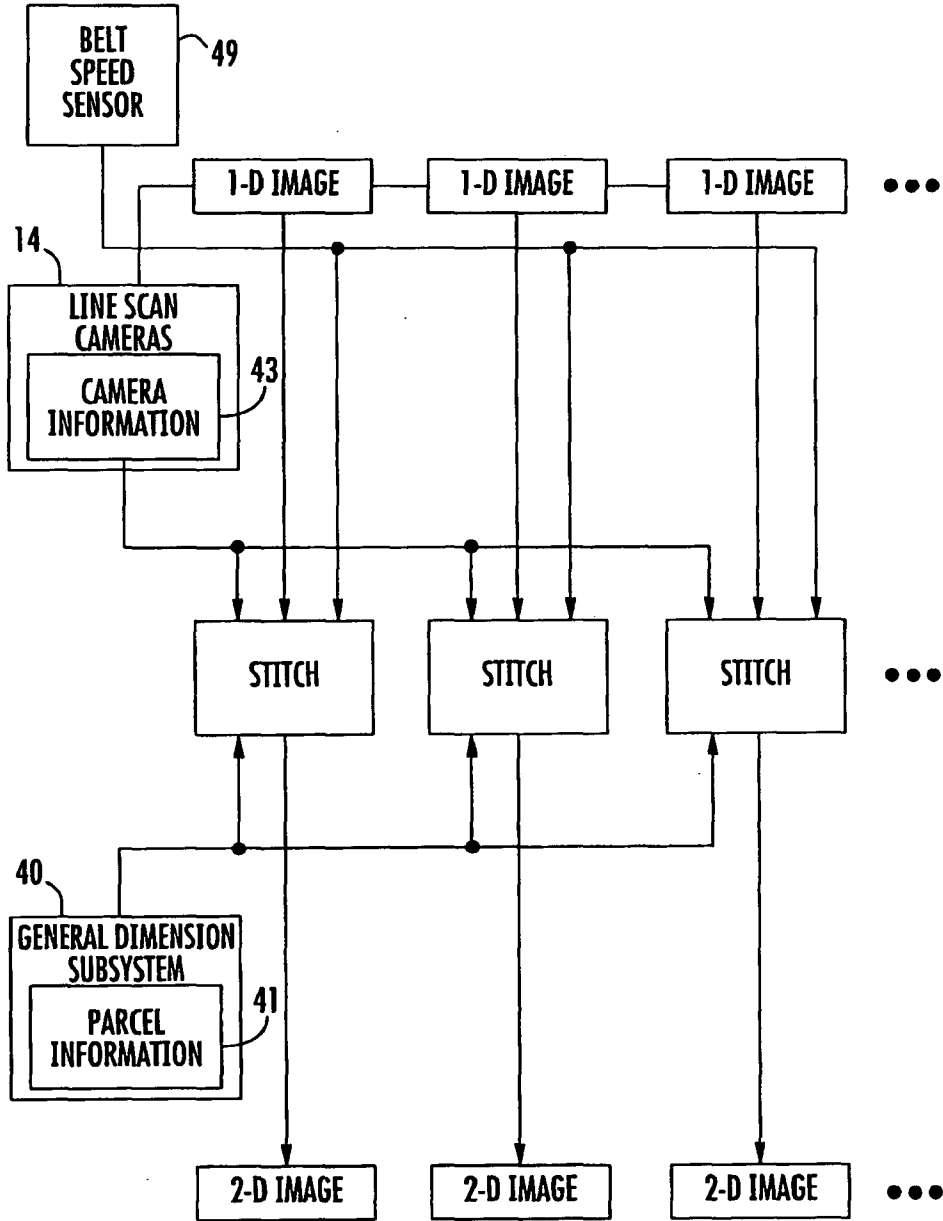 BELT
SPEED
SENSOR
49
1-D IMAGE
1-D IMAGE
1-D IMAGE
14
LINE SCAN
CAMERAS
CAMERA
INFORMATION
43
STITCH
STITCH
STITCH
40
GENERAL DIMENSION
SUBSYSTEM
PARCEL
INFORMATION
41
2-D IMAGE
2-D IMAGE
2-D IMAGE